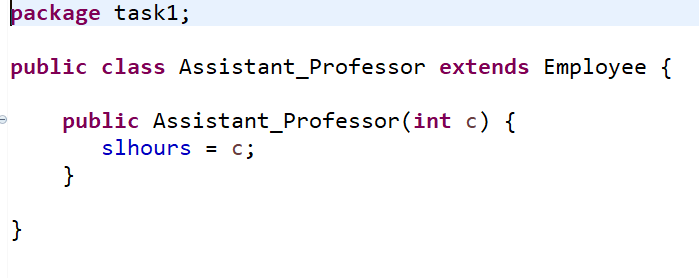 package task1;
public class Assistant_Professor extends Employee {
public Assistant_Professor(int c) {
slhours = c;
}
}